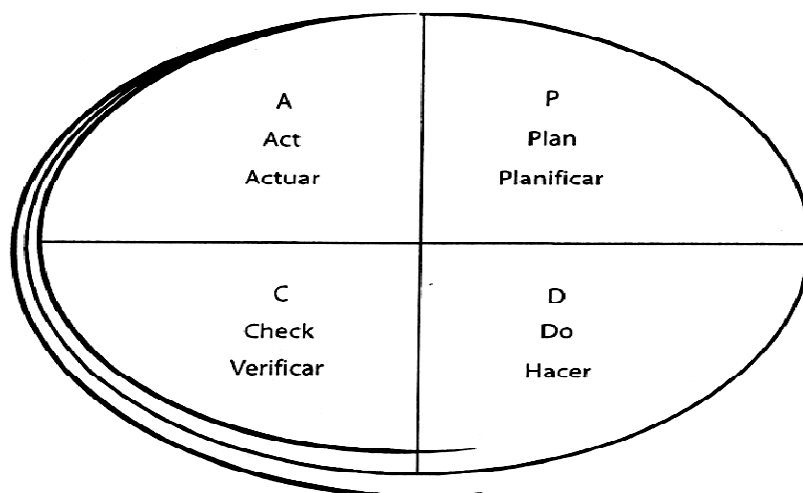 A
Act
Actuar
P
Plan
Planificar
C
Check
Verificar
D
Do
Hacer